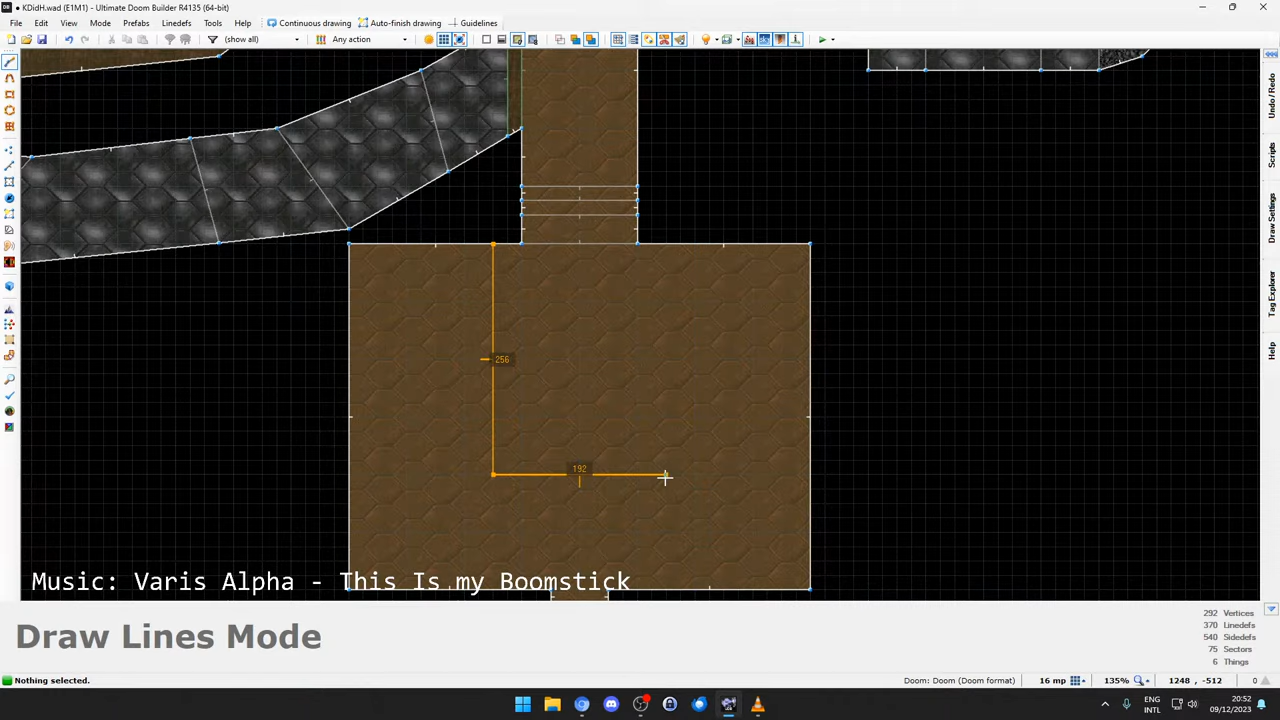 KDidH.wad (E1M1) - Ultimate Doom Builder R4135 (64-bit)
File Edit View Mode Prefabs Linedefs Tools Help Continuous drawing Auto-finish drawing Guidelines
(show all) Any action
Undo / Redo
Scripts
Draw Settings
Tag Explorer
Help
256
192
Music: Varis Alpha - This Is my Boomstick
Draw Lines Mode
292 Vertices
370 Linedefs
540 Sidedefs
75 Sectors
6 Things
Nothing selected.
Doom: Doom (Doom format) 16 mp 135% 1248 , -512 0
ENG
INTL
20:52
09/12/2023